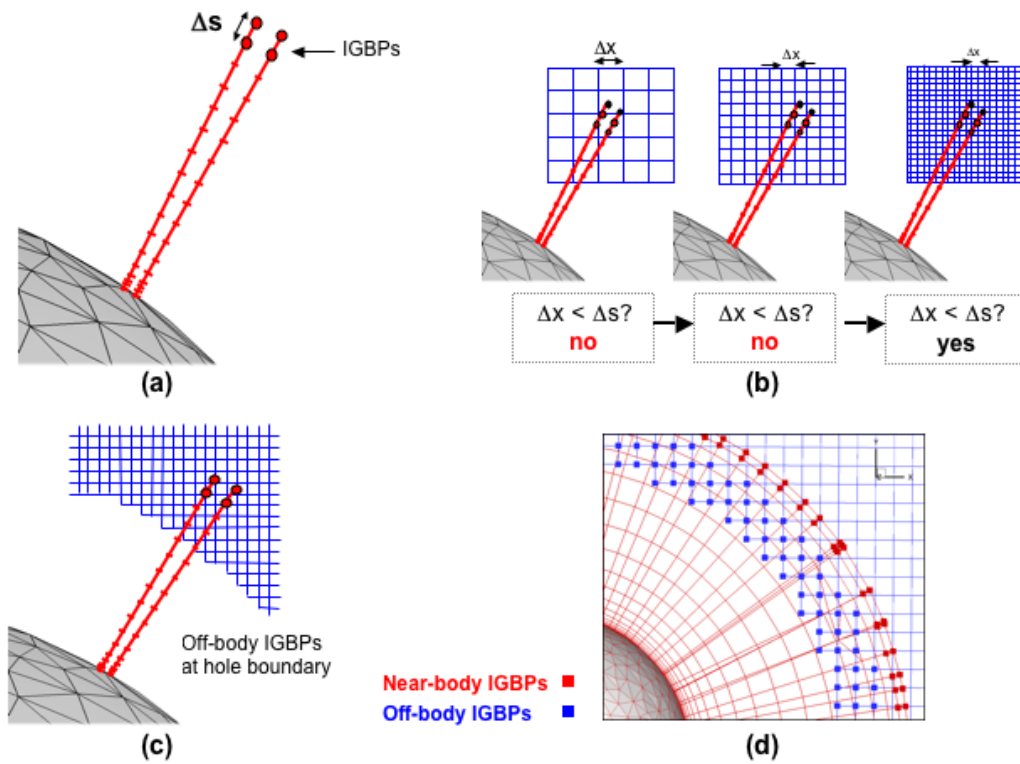 Δs
IGBPs
(a)
Δx
Δx
Δx
Δx < Δs?
no
Δx < Δs?
no
Δx < Δs?
yes
(b)
Off-body IGBPs
at hole boundary
(c)
Near-body IGBPs
Off-body IGBPs
X
(d)